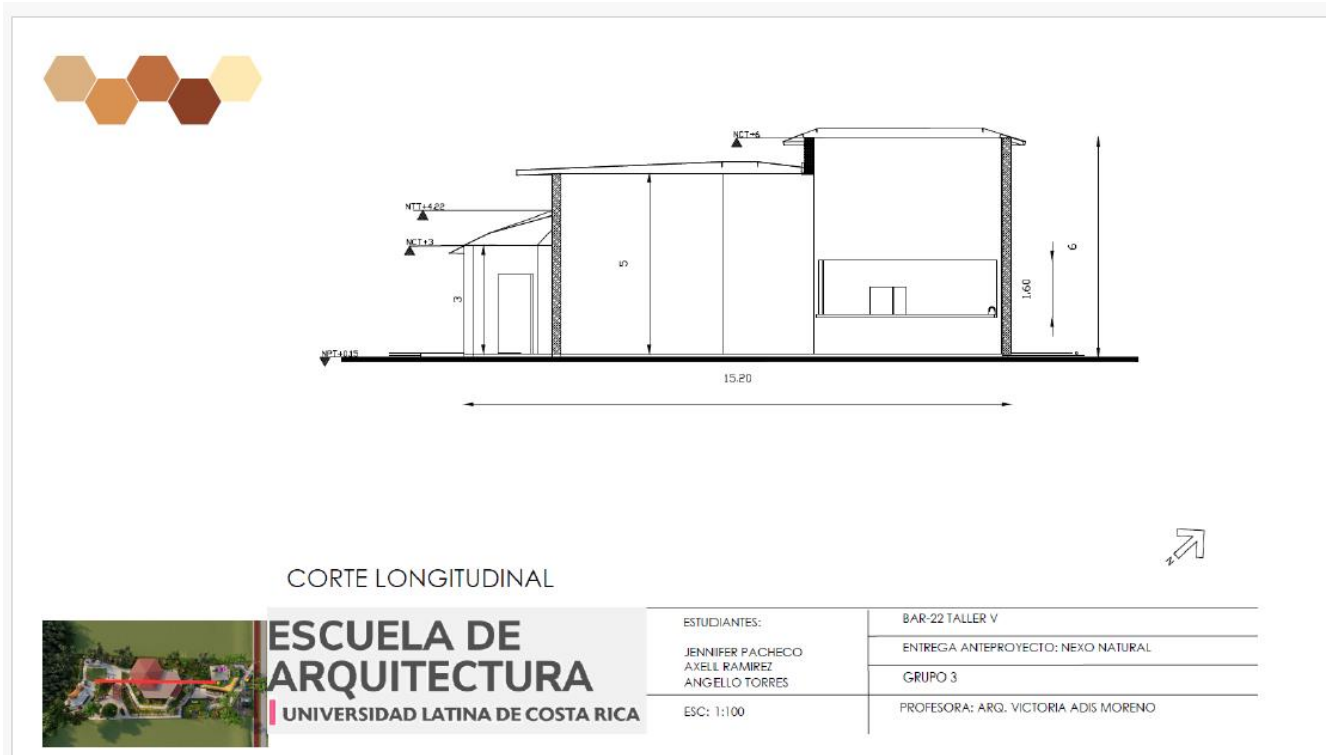 NCT+6
NTT+4.22
NCT+3
5
6
1.60
3
NPT+0.15
15.20
N
CORTE LONGITUDINAL
ESCUELA DE
ARQUITECTURA
UNIVERSIDAD LATINA DE COSTA RICA
ESTUDIANTES:
JENNIFER PACHECO
AXELL RAMIREZ
ANGELLO TORRES
ESC: 1:100
BAR-22 TALLER V
ENTREGA ANTEPROYECTO: NEXO NATURAL
GRUPO 3
PROFESORA: ARQ. VICTORIA ADIS MORENO